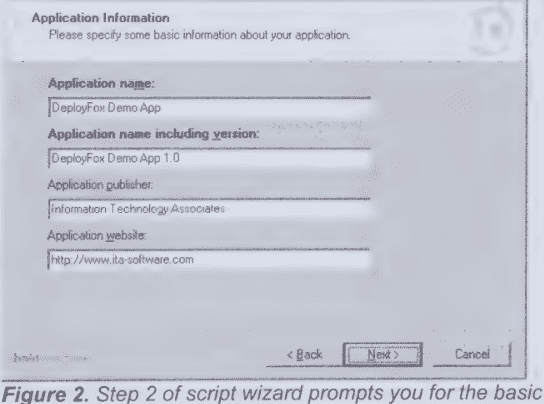 Application Information
Please specify some basic information about your application.
Application name:
DeployFox Demo App
Application name including version:
DeployFox Demo App 1.0
Application publisher:
Information Technology Associates
Application website:
http://www.ita-software.com
< Back Next > Cancel
Figure 2. Step 2 of script wizard prompts you for the basic